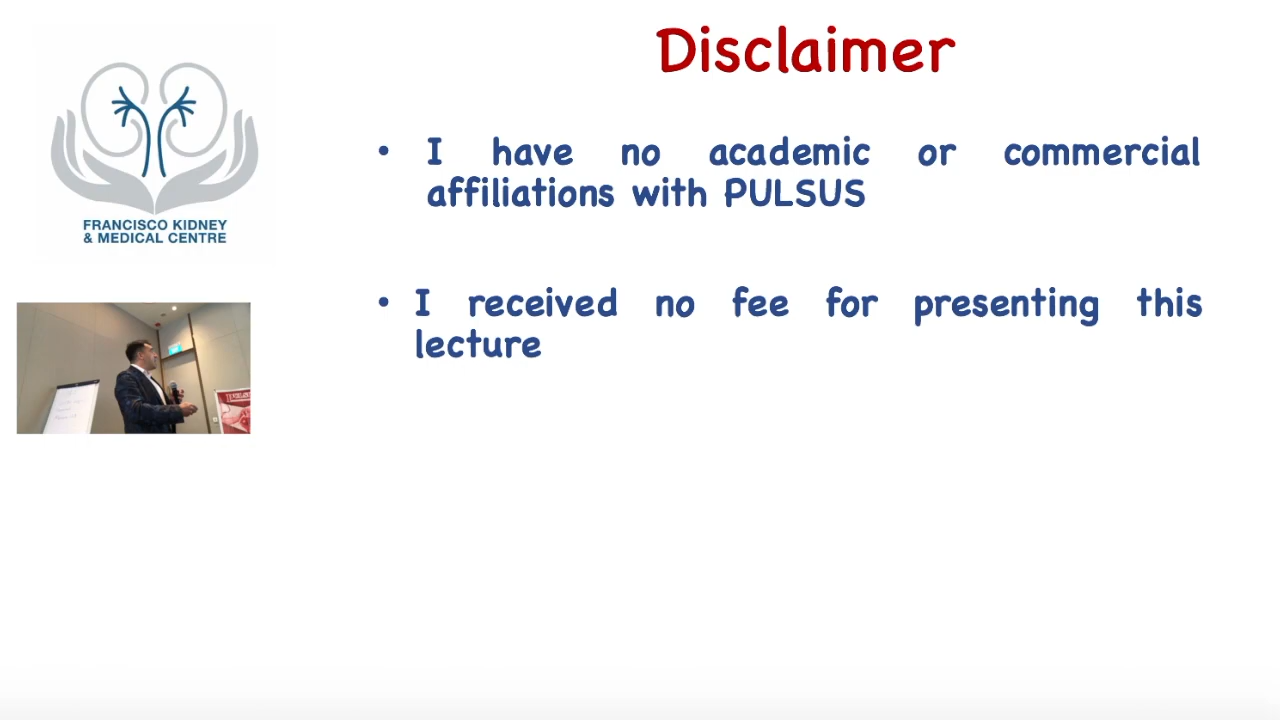 Disclaimer
• I have no academic or commercial
affiliations with PULSUS
• I received no fee for presenting this
lecture
FRANCISCO KIDNEY
& MEDICAL CENTRE